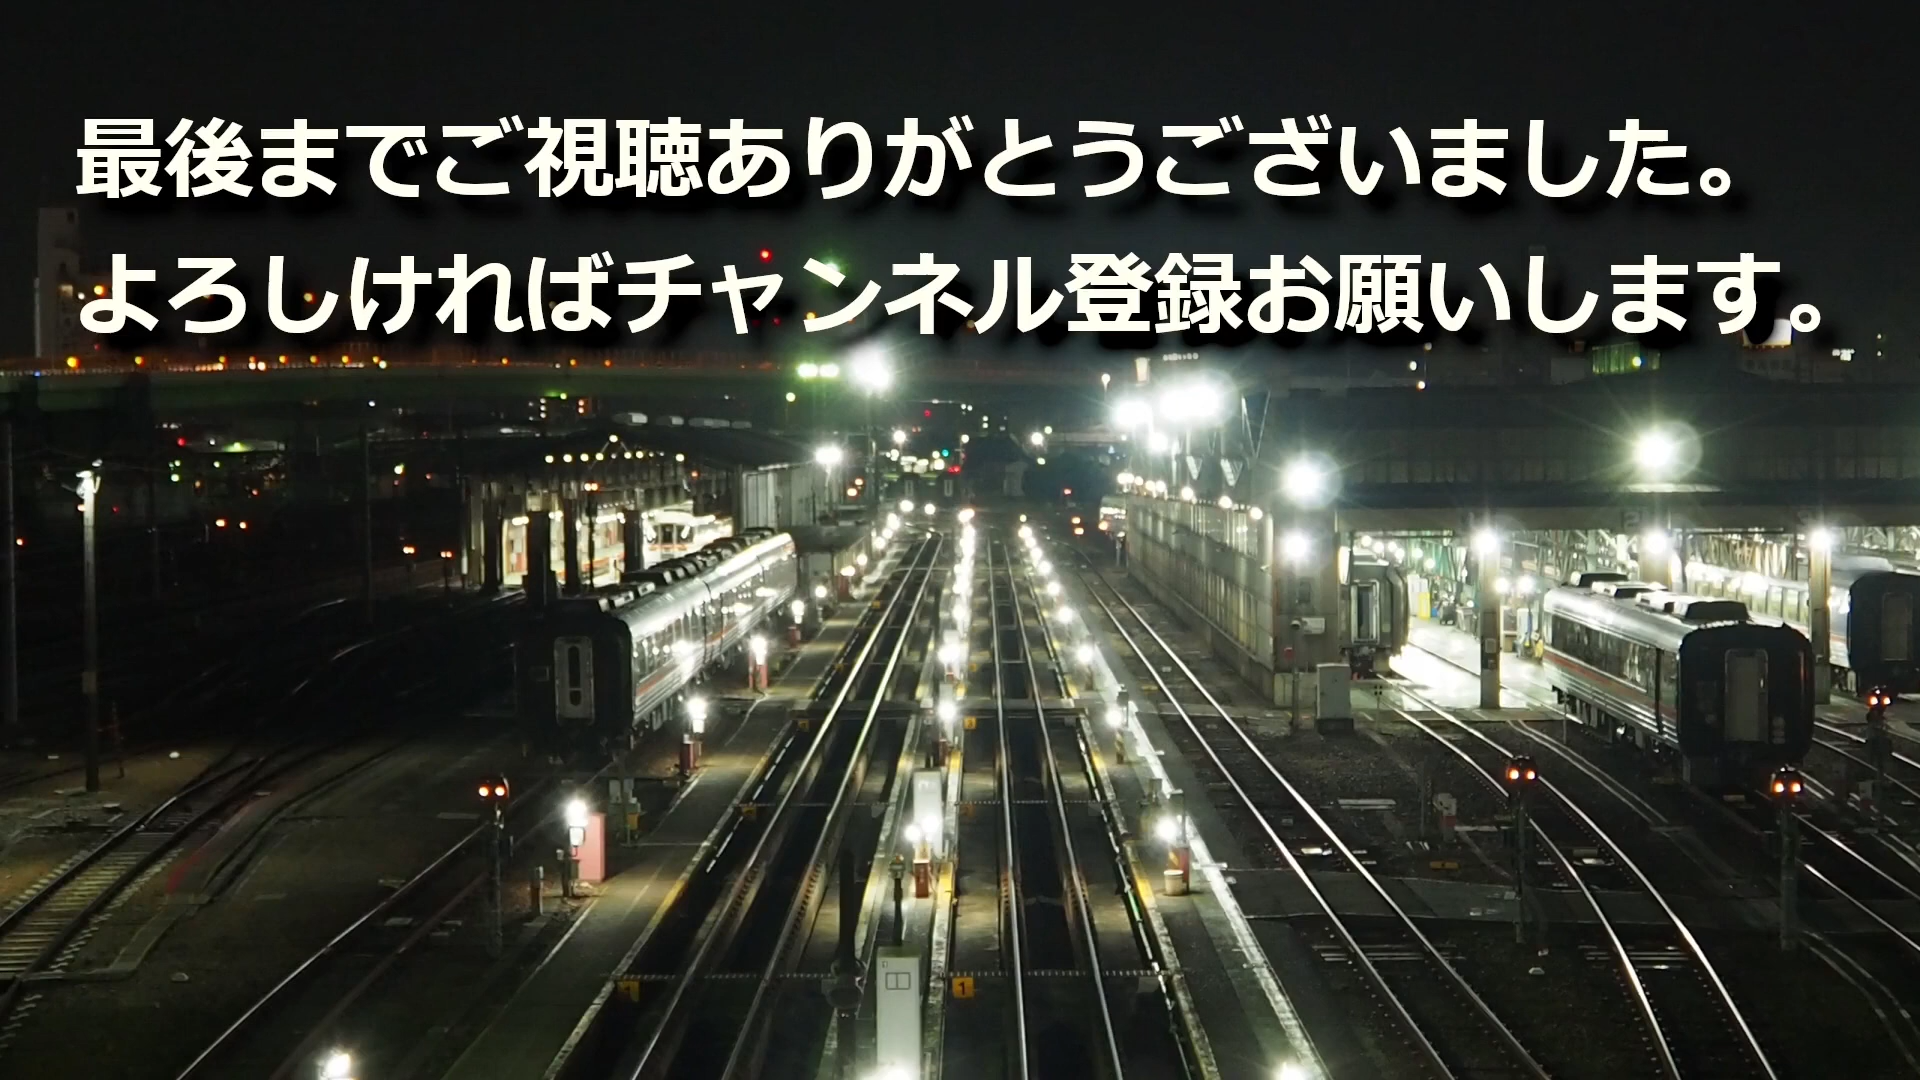 最後までご視聴ありがとうございました。
よろしければチャンネル登録お願いします。
1